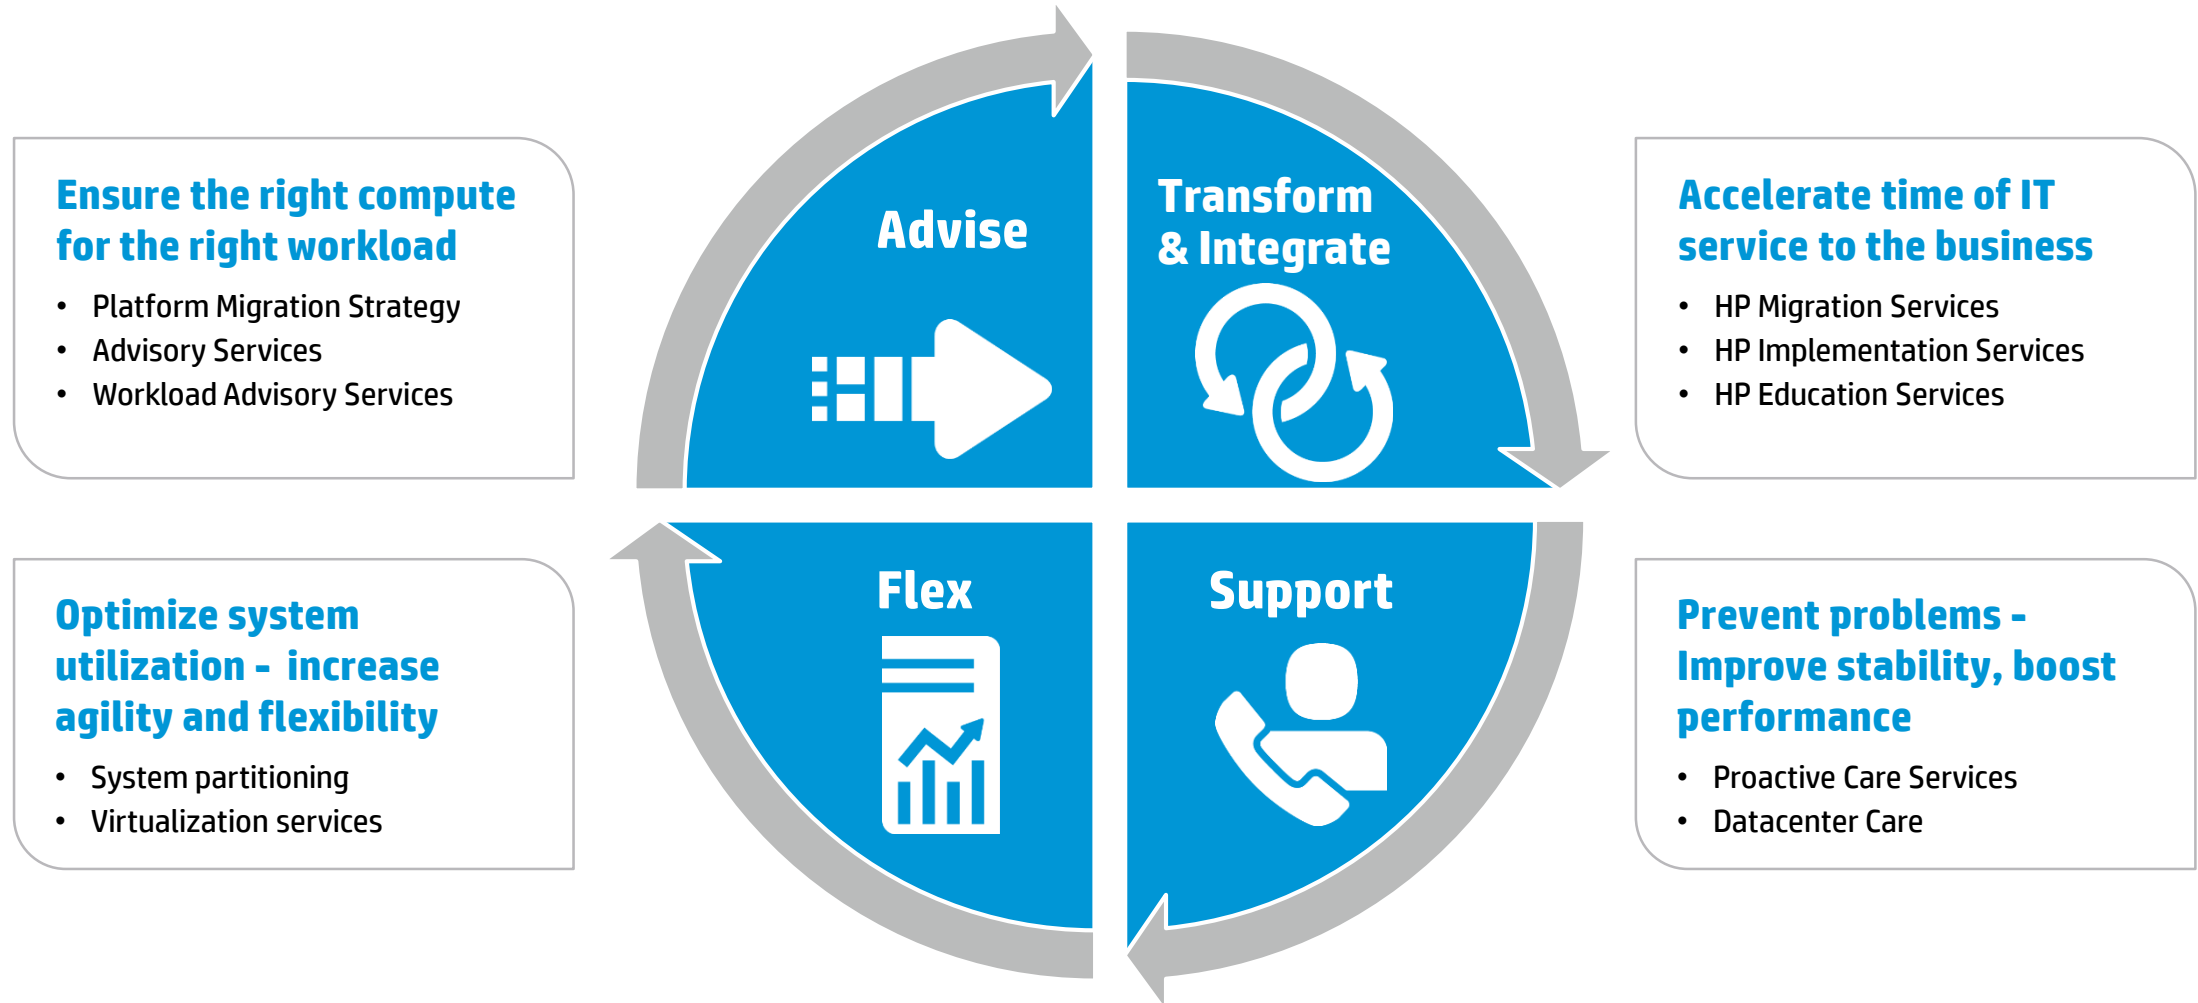 Ensure the right compute
for the right workload
• Platform Migration Strategy
• Advisory Services
• Workload Advisory Services
Advise
Transform
& Integrate
Accelerate time of IT
service to the business
• HP Migration Services
• HP Implementation Services
• HP Education Services
Optimize system
utilization - increase
agility and flexibility
• System partitioning
• Virtualization services
Flex
Support
Prevent problems -
Improve stability, boost
performance
• Proactive Care Services
• Datacenter Care